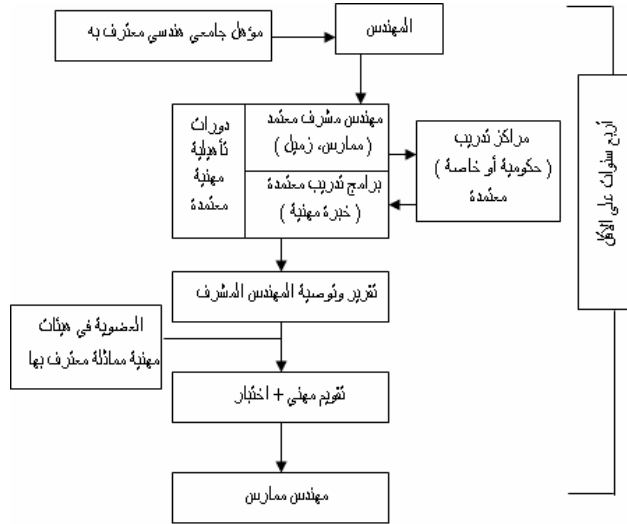 مؤهل جامعي هندسي معترف به
المهندس
دورات
تأهيلية
مهنية
معتمدة
مهندس مشرف معتمد
( ممارس، زميل )
برامج تدريب معتمدة
( خبرة مهنية )
مراكز تدريب
( حكومية أو خاصة )
معتمدة
أربع سنوات على الأقل
تقرير وتوصية المهندس المشرف
العضوية في هيئات
مهنية مماثلة معترف بها
تقويم مهني + اختبار
مهندس ممارس